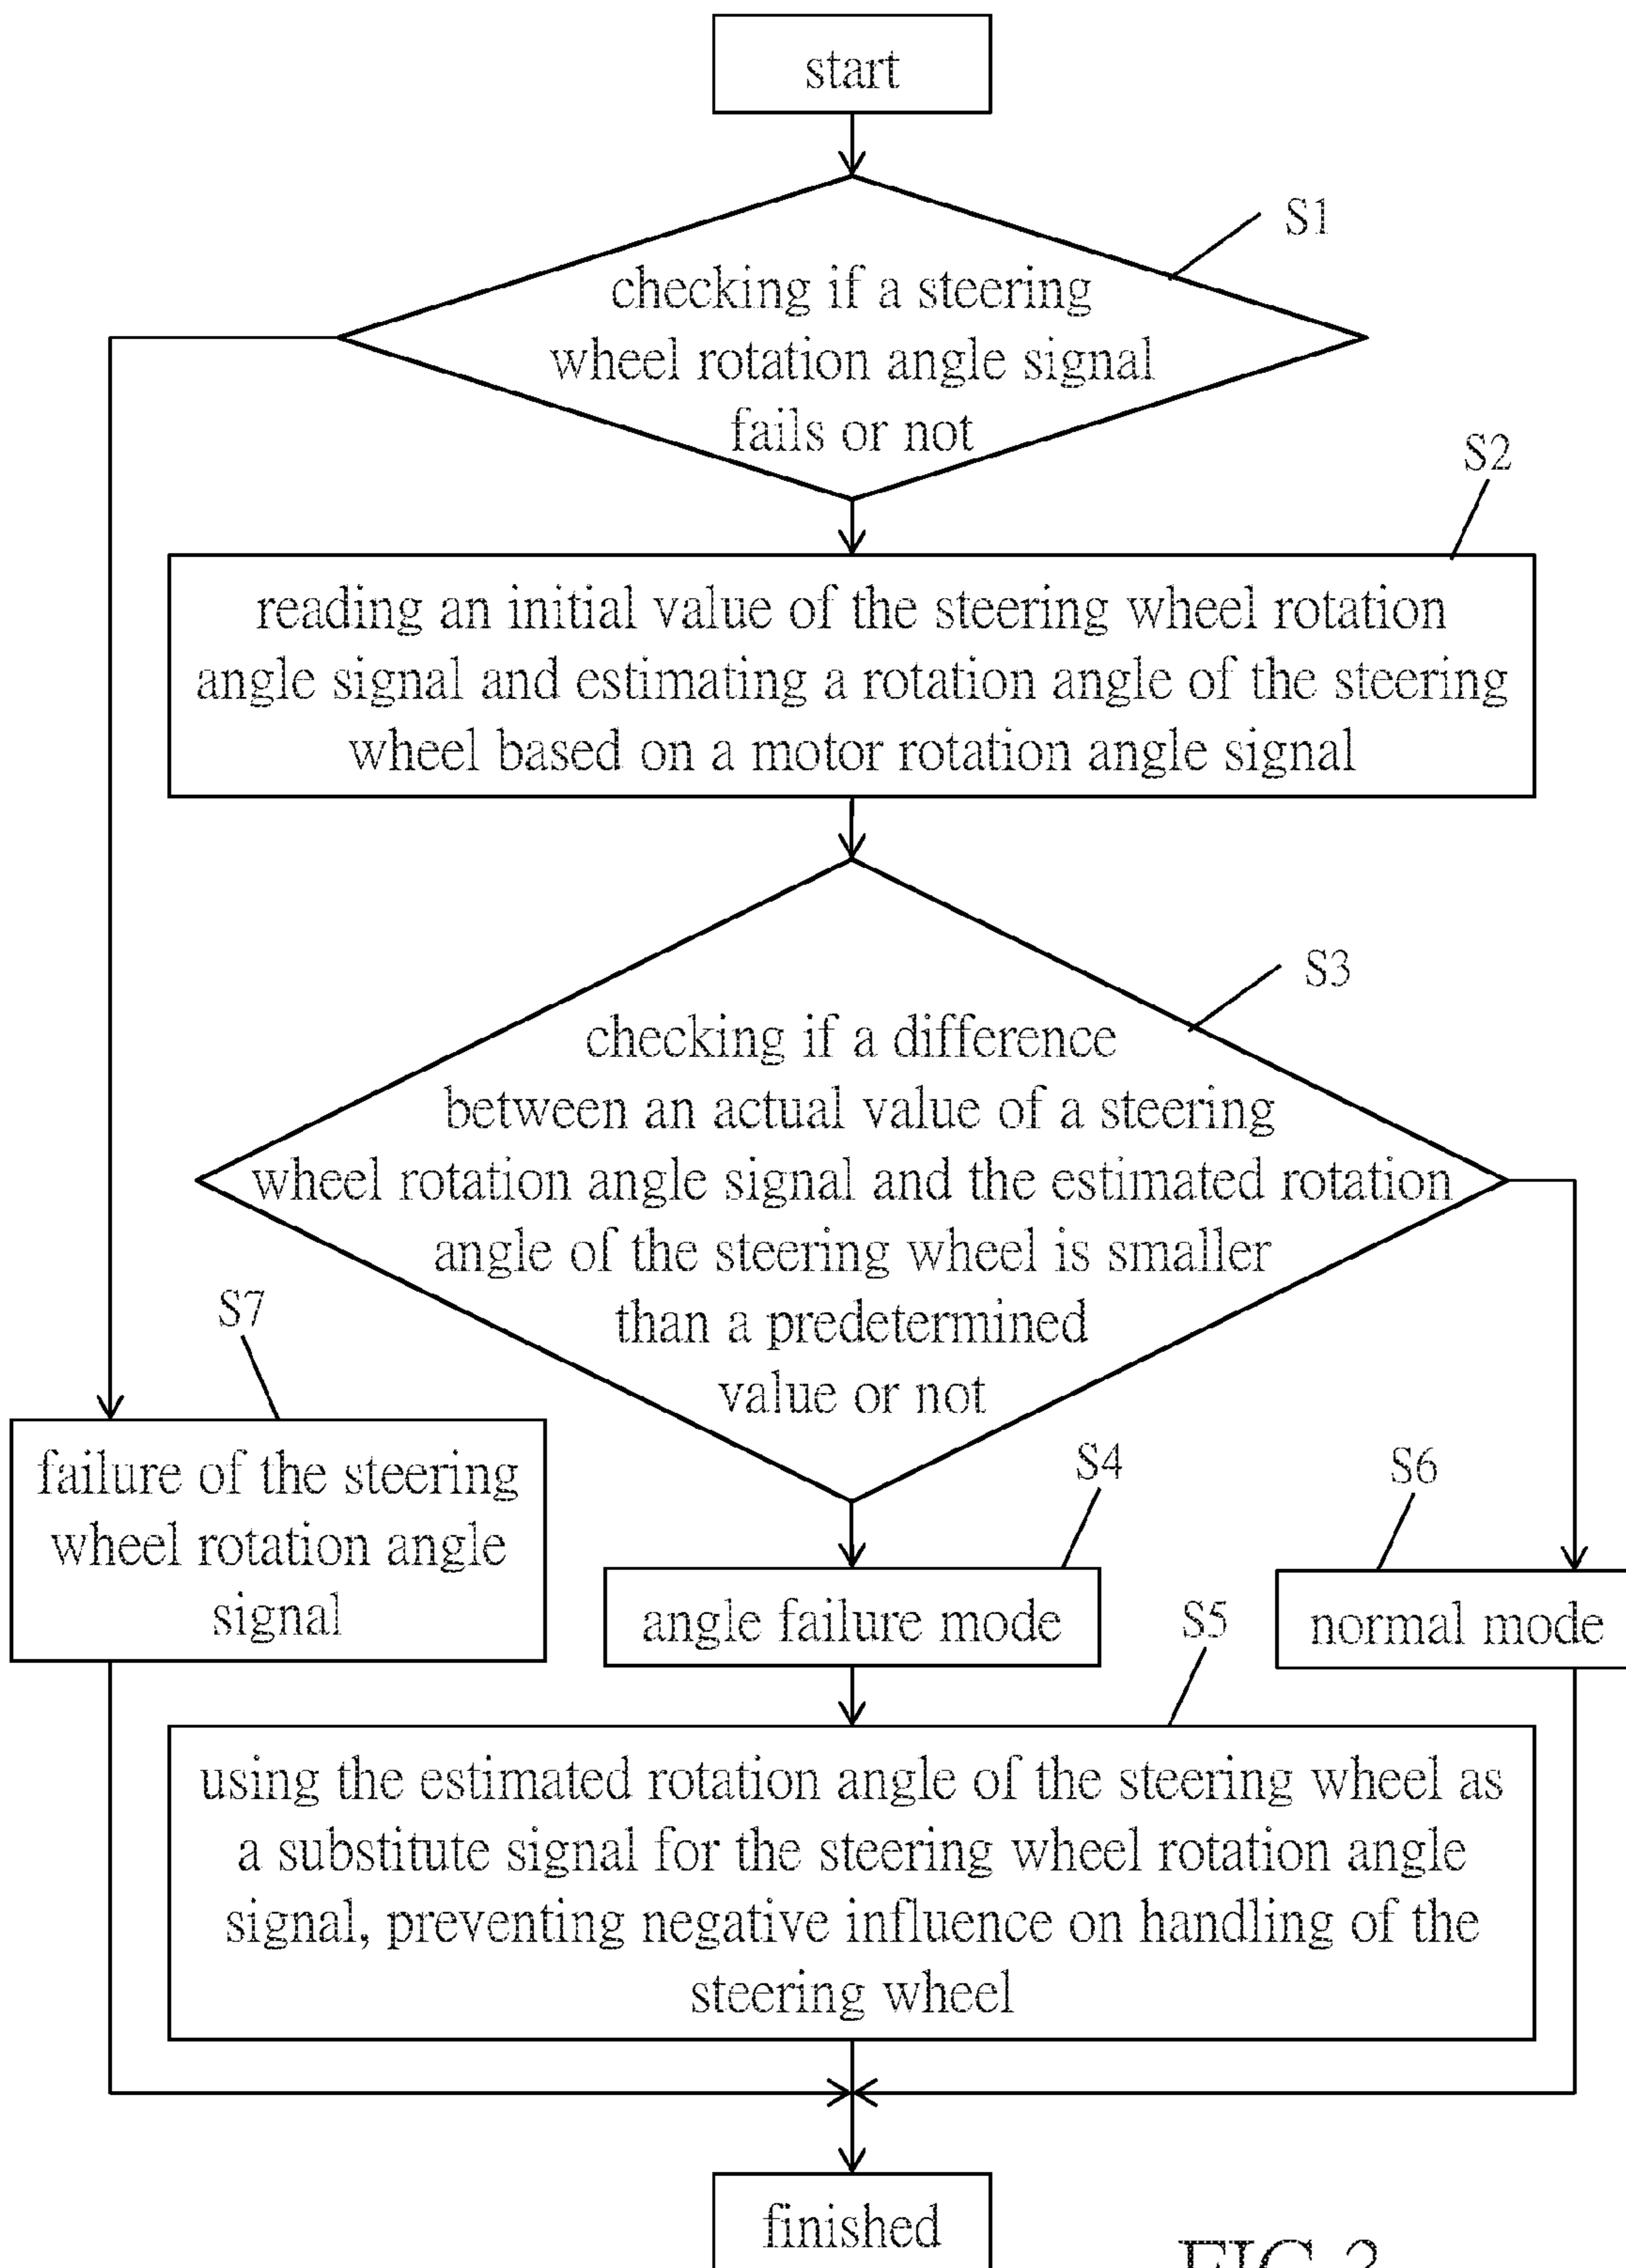 start
S1
checking if a steering
wheel rotation angle signal
fails or not
S2
reading an initial value of the steering wheel rotation
angle signal and estimating a rotation angle of the steering
wheel based on a motor rotation angle signal
S3
checking if a difference
between an actual value of a steering
wheel rotation angle signal and the estimated rotation
angle of the steering wheel is smaller
than a predetermined
value or not
S7
failure of the steering
wheel rotation angle
signal
S4
angle failure mode
S6
normal mode
S5
using the estimated rotation angle of the steering wheel as
a substitute signal for the steering wheel rotation angle
signal, preventing negative influence on handling of the
steering wheel
finished